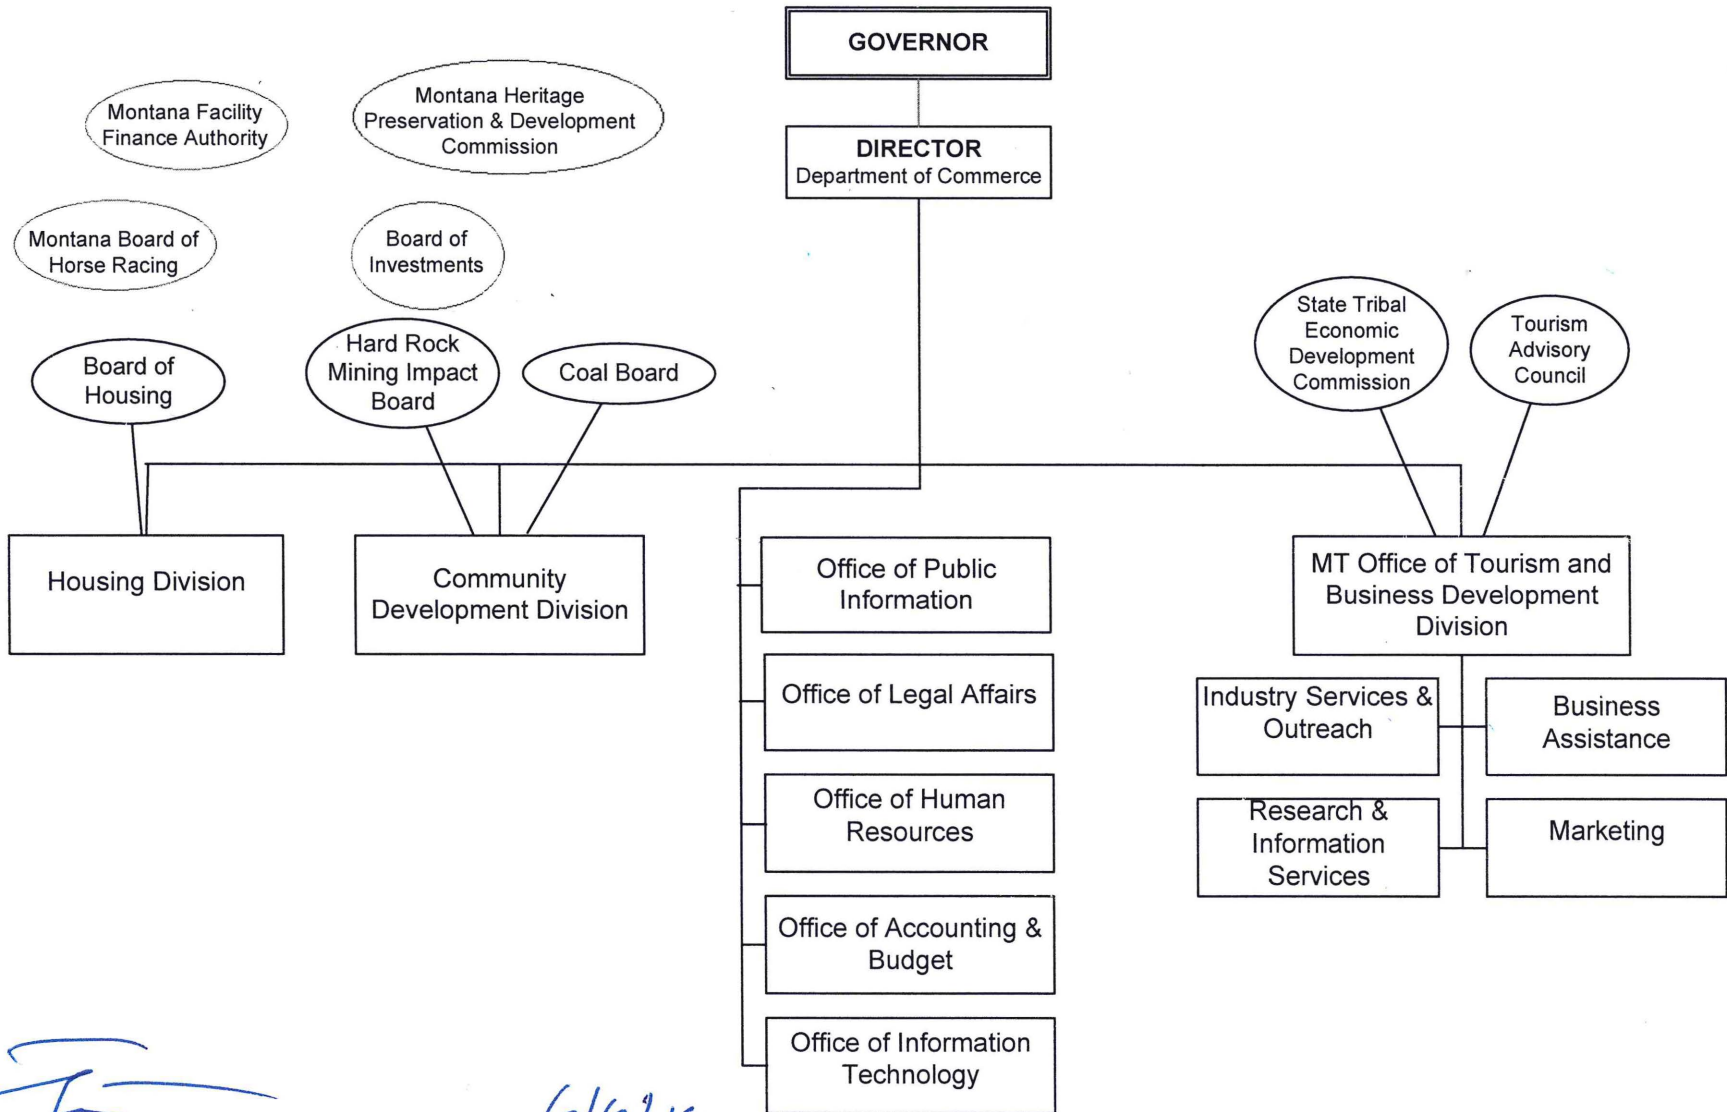 GOVERNOR
DIRECTOR
Department of Commerce
Montana Facility
Finance Authority
Montana Heritage
Preservation & Development
Commission
Montana Board of
Horse Racing
Board of
Investments
Board of
Housing
Hard Rock
Mining Impact
Board
Coal Board
State Tribal
Economic
Development
Commission
Tourism
Advisory
Council
Housing Division
Community
Development Division
Office of Public
Information
Office of Legal Affairs
Office of Human
Resources
Office of Accounting &
Budget
Office of Information
Technology
MT Office of Tourism and
Business Development
Division
Industry Services &
Outreach
Business
Assistance
Research &
Information
Services
Marketing